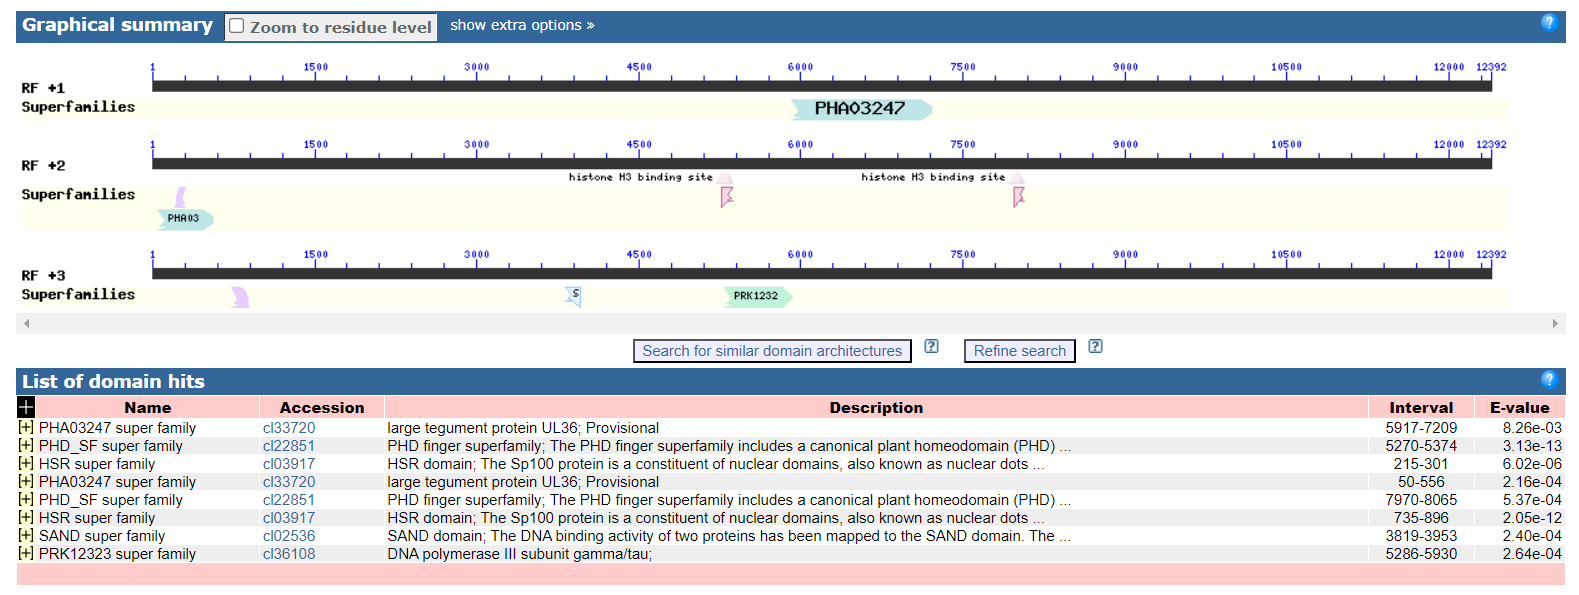 Graphical summary Zoom to residue level show extra options » ?
1 1500 3000 4500 6000 7500 9000 10500 12000 12392
RF +1
Superfamilies PHA03247
1 1500 3000 4500 6000 7500 9000 10500 12000 12392
RF +2
histone H3 binding site histone H3 binding site
Superfamilies
PHA03
1 1500 3000 4500 6000 7500 9000 10500 12000 12392
RF +3
Superfamilies S PRK1232
Search for similar domain architectures ? Refine search ?
List of domain hits ?
+ Name Accession Description Interval E-value
[+] PHA03247 super family cl33720 large tegument protein UL36; Provisional 5917-7209 8.26e-03
[+] PHD_SF super family cl22851 PHD finger superfamily; The PHD finger superfamily includes a canonical plant homeodomain (PHD) ... 5270-5374 3.13e-13
[+] HSR super family cl03917 HSR domain; The Sp100 protein is a constituent of nuclear domains, also known as nuclear dots ... 215-301 6.02e-06
[+] PHA03247 super family cl33720 large tegument protein UL36; Provisional 50-556 2.16e-04
[+] PHD_SF super family cl22851 PHD finger superfamily; The PHD finger superfamily includes a canonical plant homeodomain (PHD) ... 7970-8065 5.37e-04
[+] HSR super family cl03917 HSR domain; The Sp100 protein is a constituent of nuclear domains, also known as nuclear dots ... 735-896 2.05e-12
[+] SAND super family cl02536 SAND domain; The DNA binding activity of two proteins has been mapped to the SAND domain. The ... 3819-3953 2.40e-04
[+] PRK12323 super family cl36108 DNA polymerase III subunit gamma/tau; 5286-5930 2.64e-04